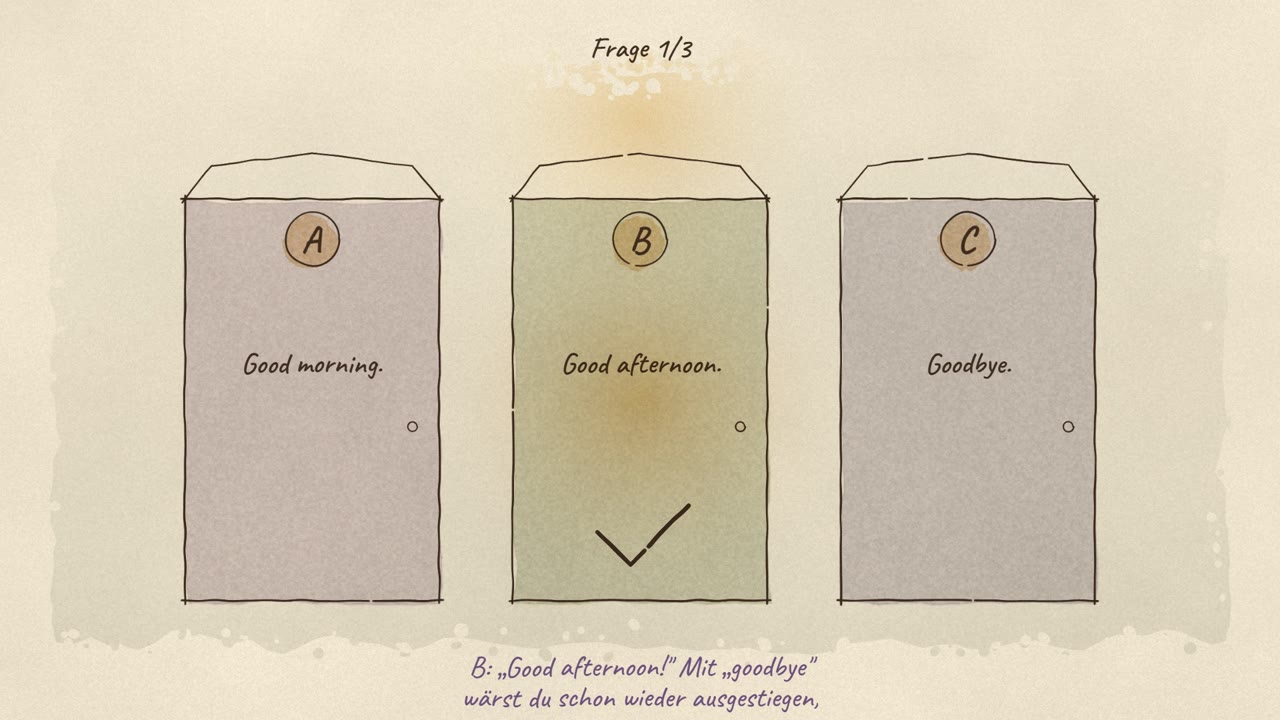 Frage 1/3
A
B
C
Good morning.
Good afternoon.
Goodbye.
B: „Good afternoon!" Mit „goodbye"
wärst du schon wieder ausgestiegen,